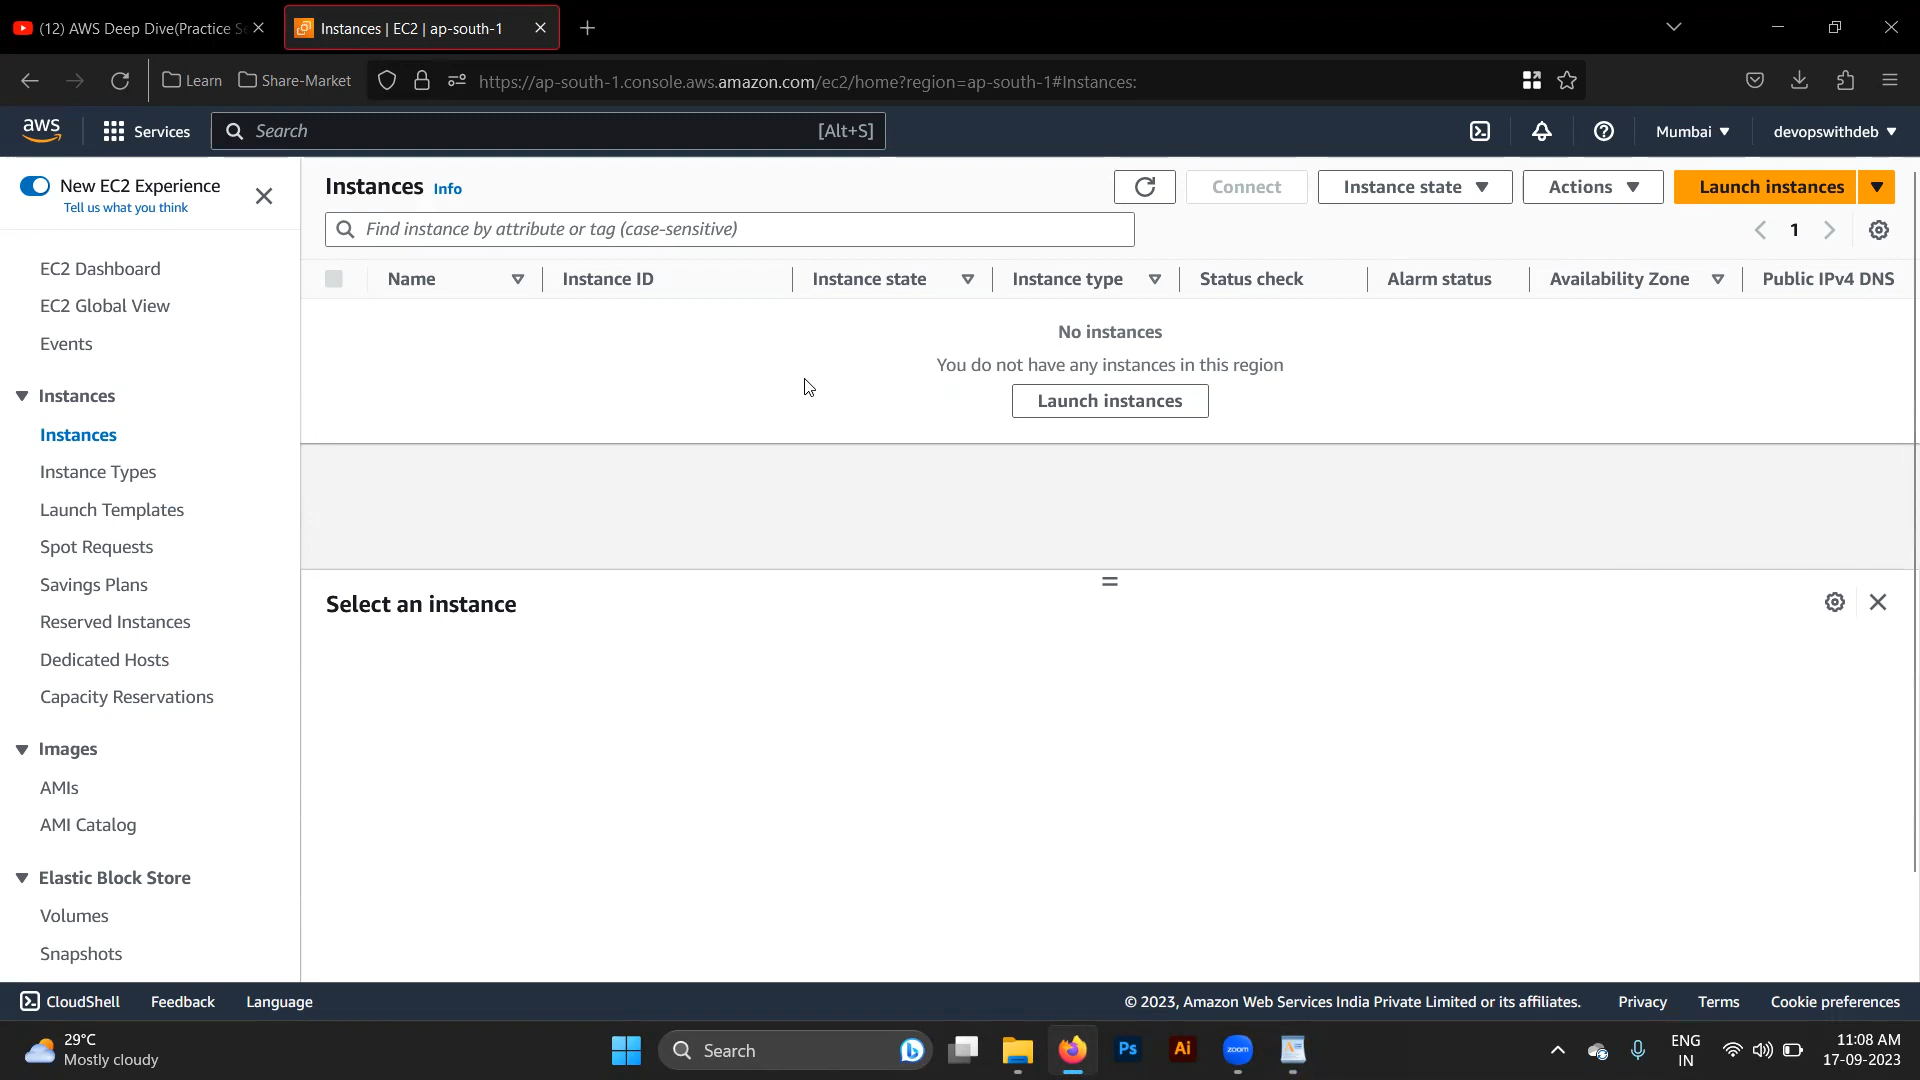 (12) AWS Deep Dive(Practice Se
Instances | EC2 | ap-south-1
Learn
Share-Market
https://ap-south-1.console.aws.amazon.com/ec2/home?region=ap-south-1#Instances:
aws
Services
Search
[Alt+S]
Mumbai
devopswithdeb
New EC2 Experience
Tell us what you think
EC2 Dashboard
EC2 Global View
Events
Instances
Instances
Instance Types
Launch Templates
Spot Requests
Savings Plans
Reserved Instances
Dedicated Hosts
Capacity Reservations
Images
AMIs
AMI Catalog
Elastic Block Store
Volumes
Snapshots
Instances Info
Connect
Instance state
Actions
Launch instances
Find instance by attribute or tag (case-sensitive)
1
Name
Instance ID
Instance state
Instance type
Status check
Alarm status
Availability Zone
Public IPv4 DNS
No instances
You do not have any instances in this region
Launch instances
Select an instance
CloudShell
Feedback
Language
© 2023, Amazon Web Services India Private Limited or its affiliates.
Privacy
Terms
Cookie preferences
29°C
Mostly cloudy
Search
Ps
Ai
zoom
ENG
IN
11:08 AM
17-09-2023